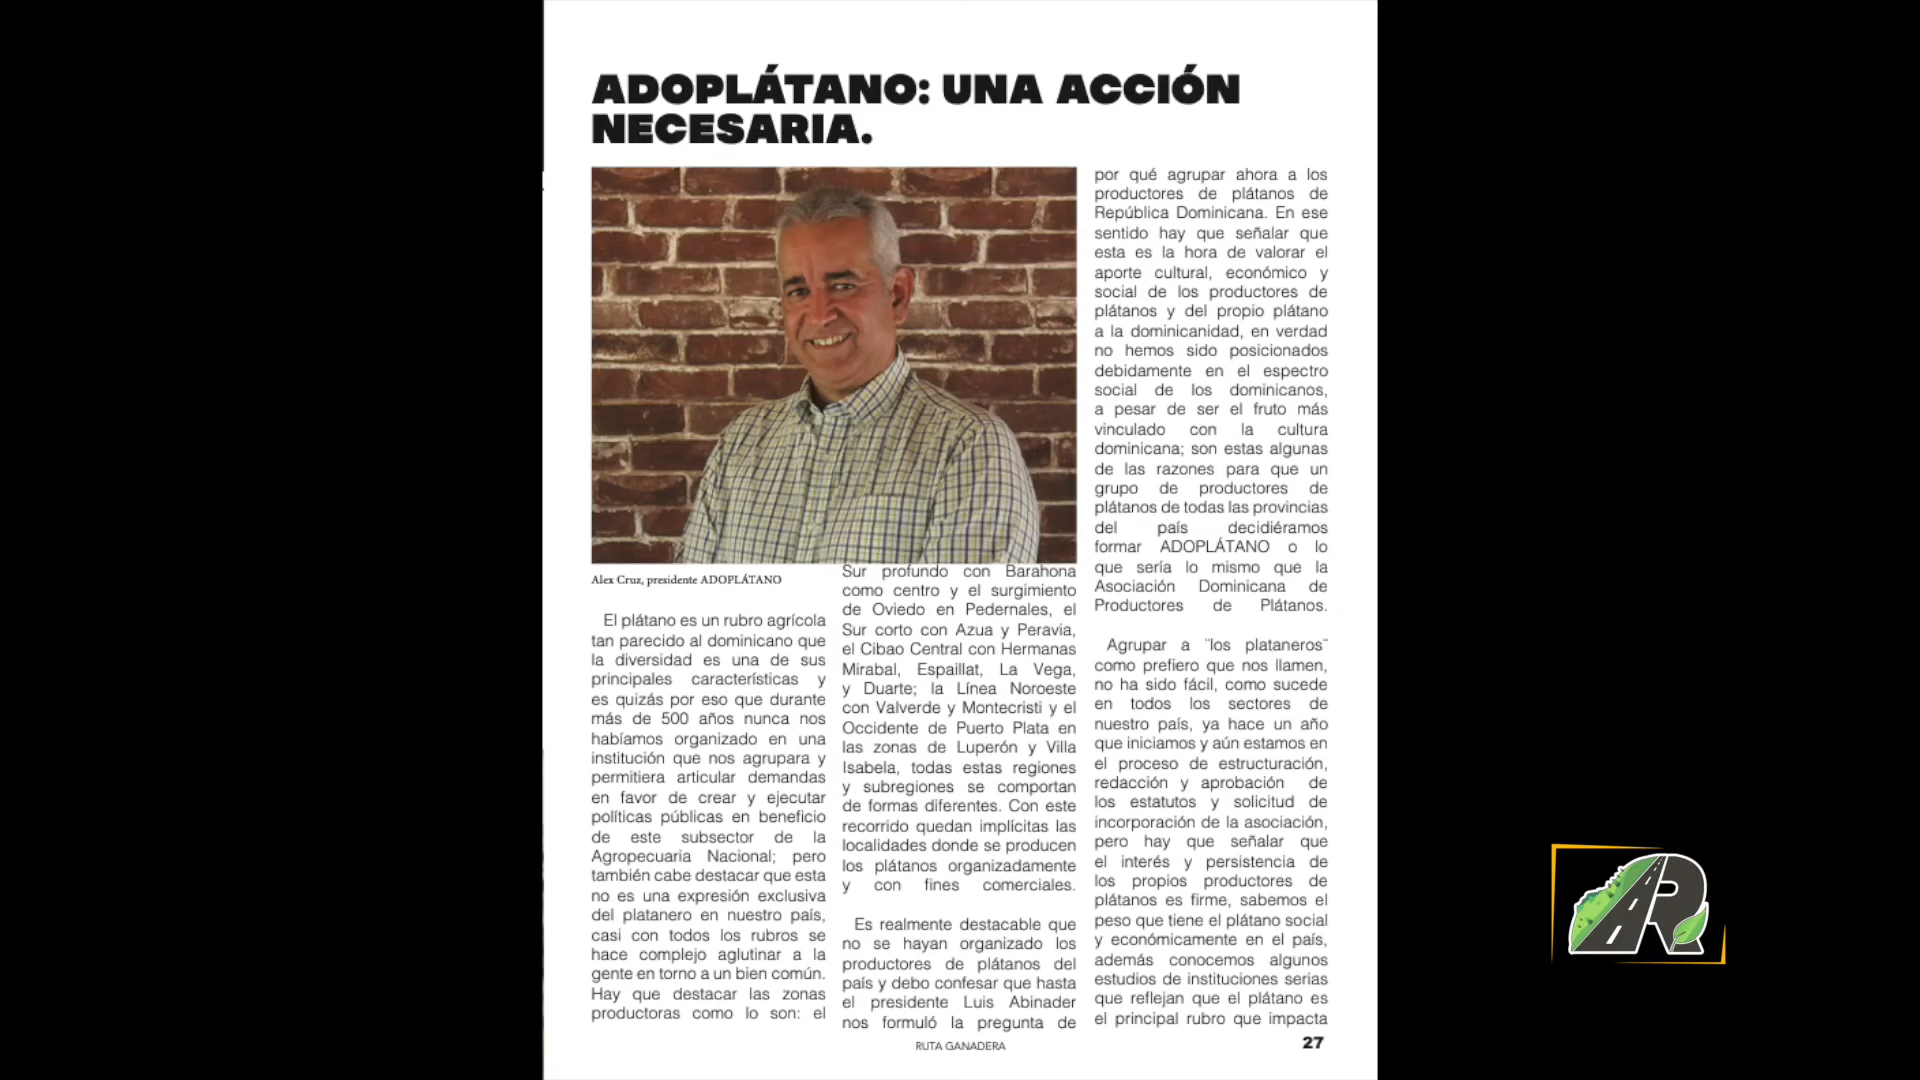 ADOPLÁTANO: UNA ACCIÓN
NECESARIA.
Alex Cruz, presidente ADOPLÁTANO
El plátano es un rubro agrícola
tan parecido al dominicano que
la diversidad es una de sus
principales características y
es quizás por eso que durante
más de 500 años nunca nos
habíamos organizado en una
institución que nos agrupara y
permitiera articular demandas
en favor de crear y ejecutar
políticas públicas en beneficio
de este subsector de la
Agropecuaria Nacional; pero
también cabe destacar que esta
no es una expresión exclusiva
del platanero en nuestro país,
casi con todos los rubros se
hace complejo aglutinar a la
gente en torno a un bien común.
Hay que destacar las zonas
productoras como lo son: el
Sur profundo con Barahona
como centro y el surgimiento
de Oviedo en Pedernales, el
Sur corto con Azua y Peravia,
el Cibao Central con Hermanas
Mirabal, Espaillat, La Vega,
y Duarte; la Línea Noroeste
con Valverde y Montecristi y el
Occidente de Puerto Plata en
las zonas de Luperón y Villa
Isabela, todas estas regiones
y subregiones se comportan
de formas diferentes. Con este
recorrido quedan implícitas las
localidades donde se producen
los plátanos organizadamente
y con fines comerciales.
Es realmente destacable que
no se hayan organizado los
productores de plátanos del
país y debo confesar que hasta
el presidente Luis Abinader
nos formuló la pregunta de
por qué agrupar ahora a los
productores de plátanos de
República Dominicana. En ese
sentido hay que señalar que
esta es la hora de valorar el
aporte cultural, económico y
social de los productores de
plátanos y del propio plátano
a la dominicanidad, en verdad
no hemos sido posicionados
debidamente en el espectro
social de los dominicanos,
a pesar de ser el fruto más
vinculado con la cultura
dominicana; son estas algunas
de las razones para que un
grupo de productores de
plátanos de todas las provincias
del país decidiéramos
formar ADOPLÁTANO o lo
que sería lo mismo que la
Asociación Dominicana de
Productores de Plátanos.
Agrupar a ¨los plataneros¨
como prefiero que nos llamen,
no ha sido fácil, como sucede
en todos los sectores de
nuestro país, ya hace un año
que iniciamos y aún estamos en
el proceso de estructuración,
redacción y aprobación de
los estatutos y solicitud de
incorporación de la asociación,
pero hay que señalar que
el interés y persistencia de
los propios productores de
plátanos es firme, sabemos el
peso que tiene el plátano social
y económicamente en el país,
además conocemos algunos
estudios de instituciones serias
que reflejan que el plátano es
el principal rubro que impacta
RUTA GANADERA
27
AR